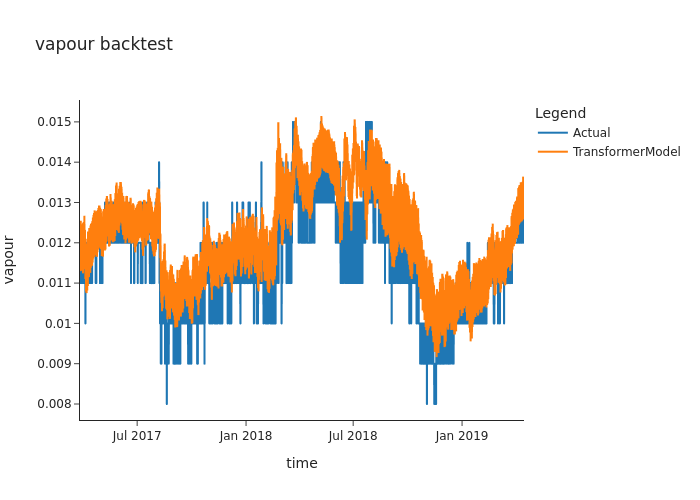 vapour backtest
Legend
Actual
TransformerModel
vapour
0.015
0.014
0.013
0.012
0.011
0.01
0.009
0.008
Jul 2017
Jan 2018
Jul 2018
Jan 2019
time